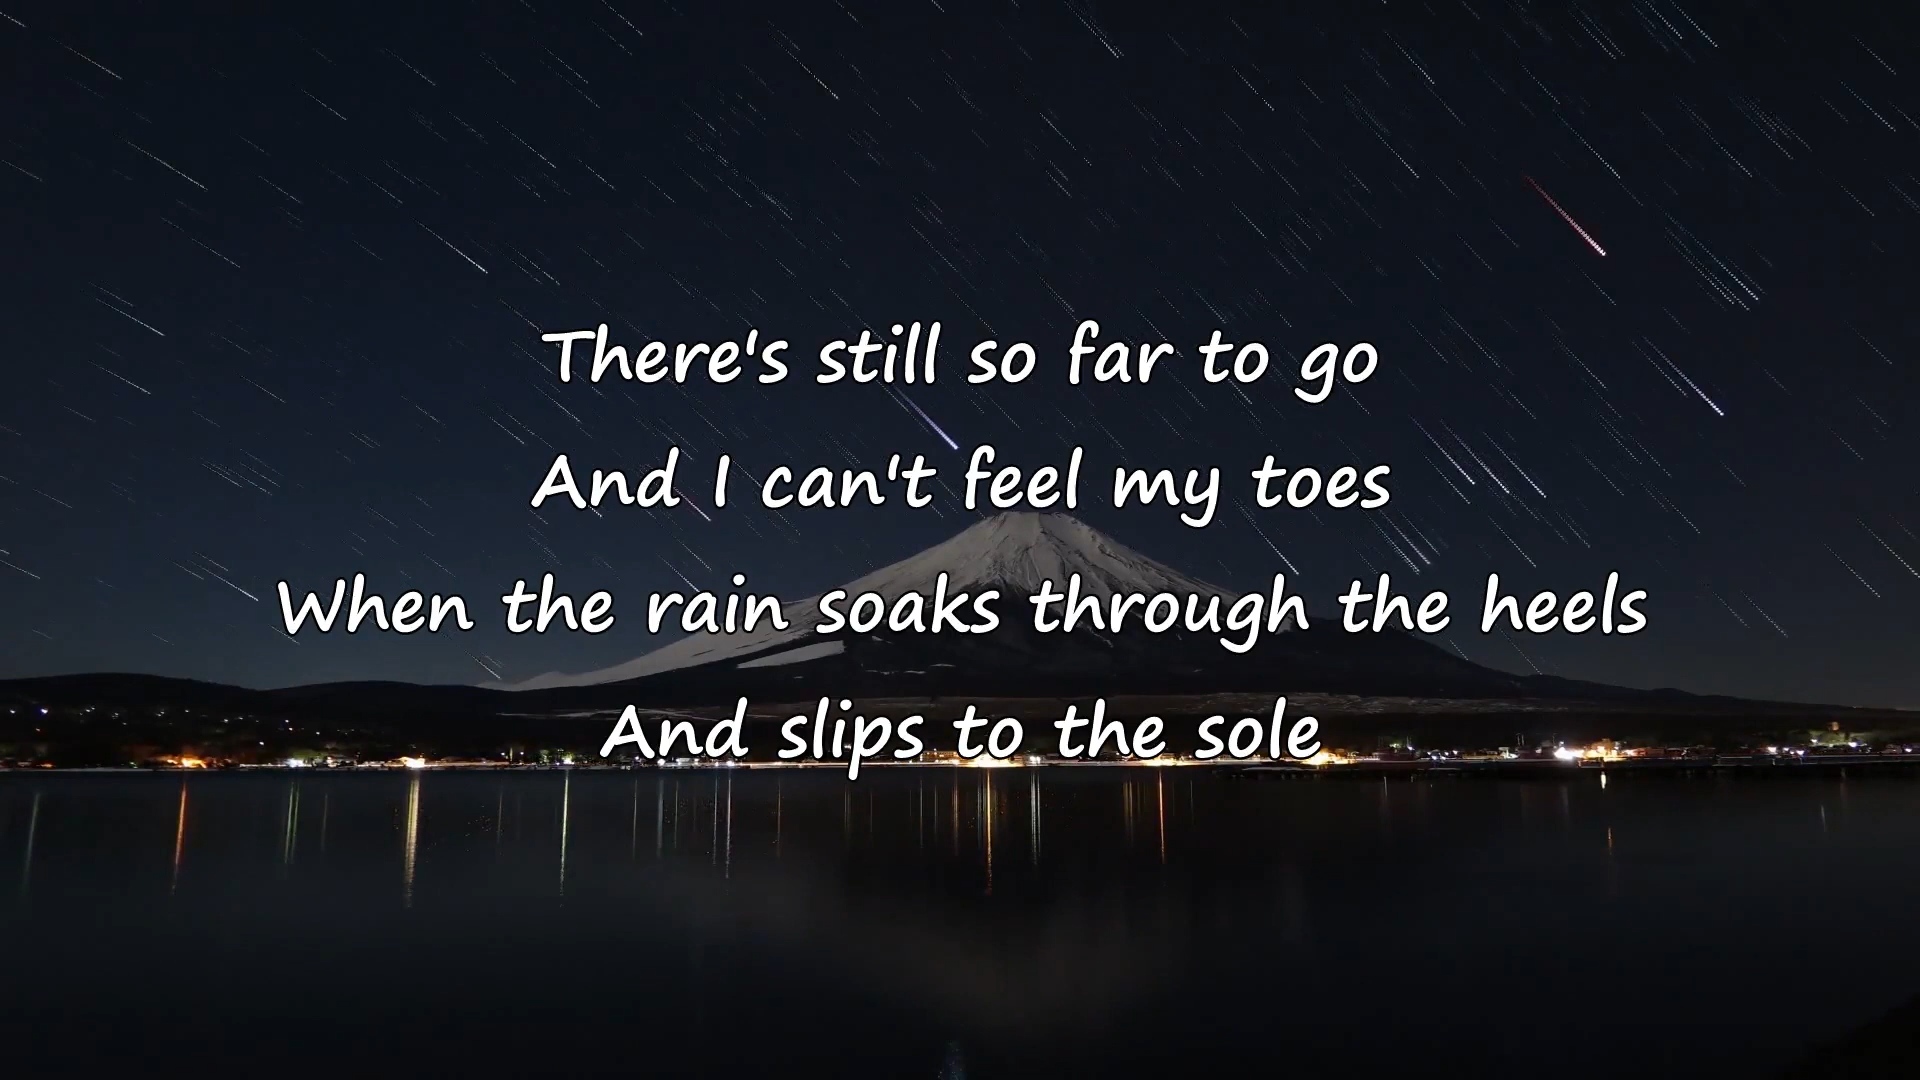 There's still so far to go
And I can't feel my toes
When the rain soaks through the heels
And slips to the sole